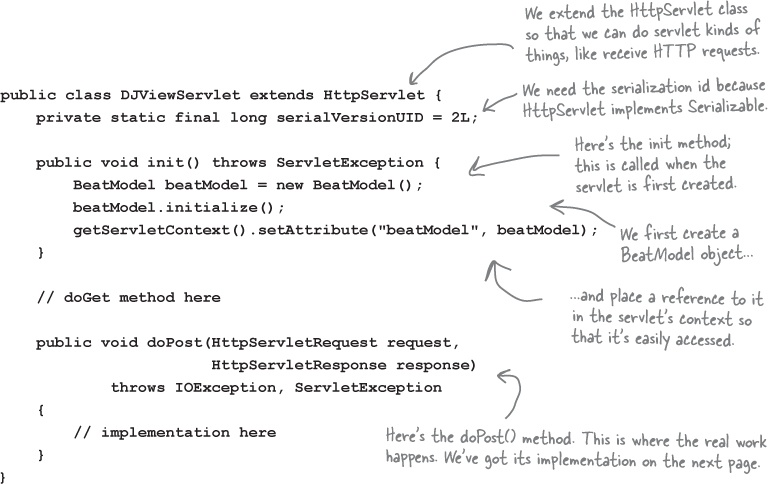 We extend the HttpServlet class
so that we can do servlet kinds of
things, like receive HTTP requests.
public class DJViewServlet extends HttpServlet {
private static final long serialVersionUID = 2L;
We need the serialization id because
HttpServlet implements Serializable.
public void init() throws ServletException {
BeatModel beatModel = new BeatModel();
beatModel.initialize();
getServletContext().setAttribute("beatModel", beatModel);
}
Here's the init method;
this is called when the
servlet is first created.
We first create a
BeatModel object...
...and place a reference to it
in the servlet's context so
that it's easily accessed.
// doGet method here
public void doPost(HttpServletRequest request,
HttpServletResponse response)
throws IOException, ServletException
{
// implementation here
}
}
Here's the doPost() method. This is where the real work
happens. We've got its implementation on the next page.